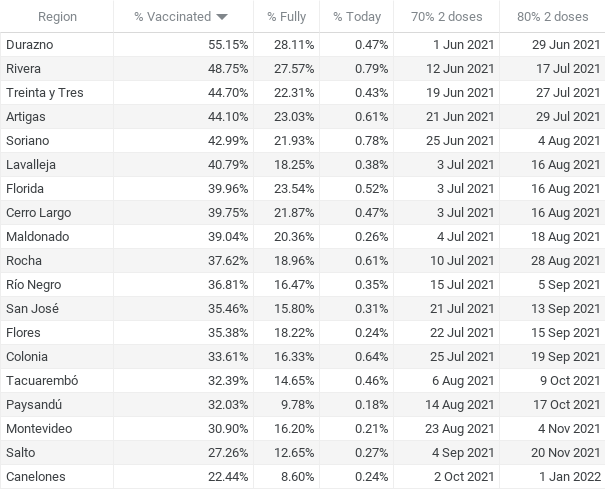 Region % Vaccinated % Fully % Today 70% 2 doses 80% 2 doses
Durazno 55.15% 28.11% 0.47% 1 Jun 2021 29 Jun 2021
Rivera 48.75% 27.57% 0.79% 12 Jun 2021 17 Jul 2021
Treinta y Tres 44.70% 22.31% 0.43% 19 Jun 2021 27 Jul 2021
Artigas 44.10% 23.03% 0.61% 21 Jun 2021 29 Jul 2021
Soriano 42.99% 21.93% 0.78% 25 Jun 2021 4 Aug 2021
Lavalleja 40.79% 18.25% 0.38% 3 Jul 2021 16 Aug 2021
Florida 39.96% 23.54% 0.52% 3 Jul 2021 16 Aug 2021
Cerro Largo 39.75% 21.87% 0.47% 3 Jul 2021 16 Aug 2021
Maldonado 39.04% 20.36% 0.26% 4 Jul 2021 18 Aug 2021
Rocha 37.62% 18.96% 0.61% 10 Jul 2021 28 Aug 2021
Río Negro 36.81% 16.47% 0.35% 15 Jul 2021 5 Sep 2021
San José 35.46% 15.80% 0.31% 21 Jul 2021 13 Sep 2021
Flores 35.38% 18.22% 0.24% 22 Jul 2021 15 Sep 2021
Colonia 33.61% 16.33% 0.64% 25 Jul 2021 19 Sep 2021
Tacuarembó 32.39% 14.65% 0.46% 6 Aug 2021 9 Oct 2021
Paysandú 32.03% 9.78% 0.18% 14 Aug 2021 17 Oct 2021
Montevideo 30.90% 16.20% 0.21% 23 Aug 2021 4 Nov 2021
Salto 27.26% 12.65% 0.27% 4 Sep 2021 20 Nov 2021
Canelones 22.44% 8.60% 0.24% 2 Oct 2021 1 Jan 2022